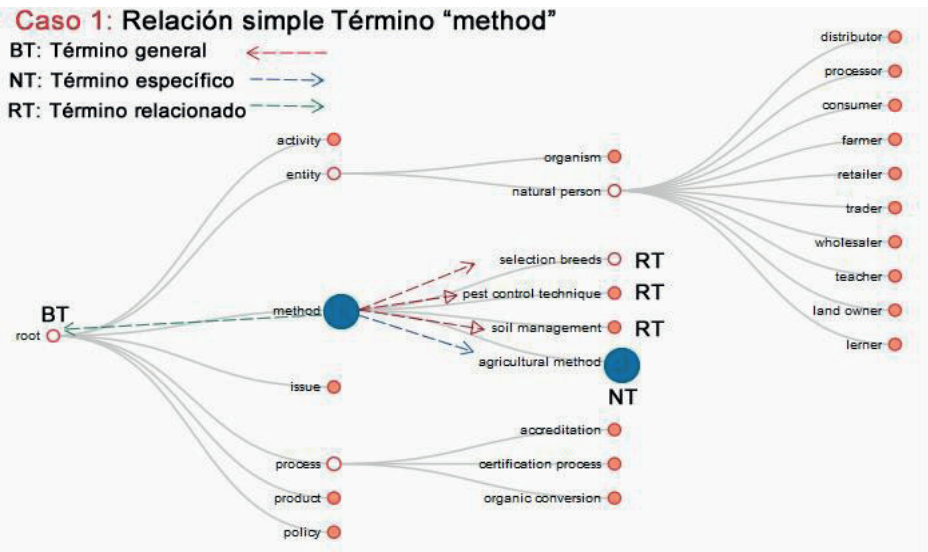 Caso 1: Relación simple Término “method”
BT: Término general
NT: Término específico
RT: Término relacionado
distributor
processor
consumer
farmer
retailer
trader
wholesaler
teacher
land owner
lerner
activity
entity
organism
natural person
selection breeds RT
pest control technique RT
soil management RT
agricultural method
NT
method
BT
root
issue
process
product
policy
accreditation
certification process
organic conversion